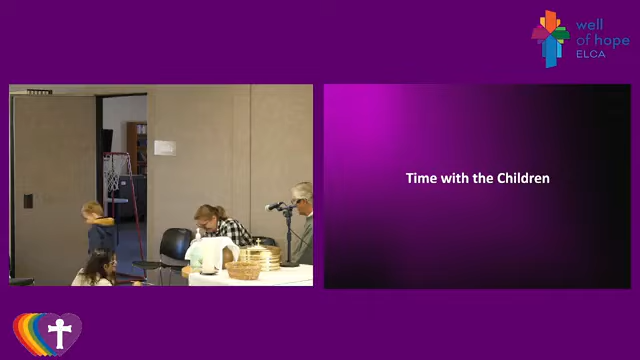 well
of hope
ELCA
Time with the Children